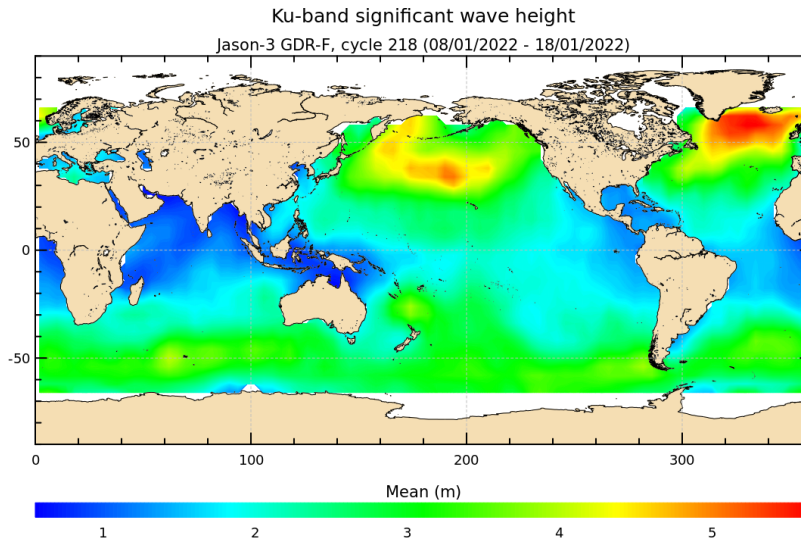 Ku-band significant wave height
Jason-3 GDR-F, cycle 218 (08/01/2022 - 18/01/2022)
50
0
-50
0 100 200 300
Mean (m)
1 2 3 4 5